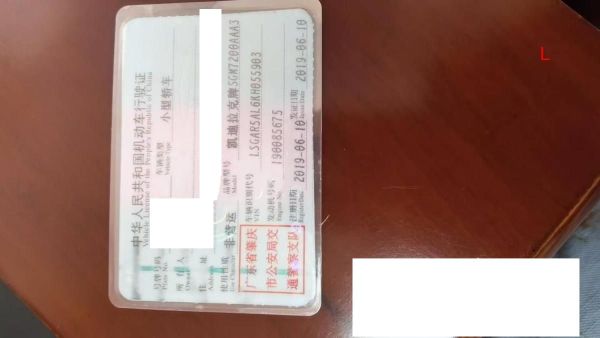 中华人民共和国机动车行驶证
Vehicle License of the People's Republic of China
号牌号码
Plate No.
车辆类型
Vehicle Type
小型轿车
所有人
Owner
住址
Address
使用性质
Use Character
非营运
品牌型号
Model
凯迪拉克牌SGM7200AAA3
广东省肇庆
市公安局交
通警察支队
车辆识别代号
VIN
LSGAR5AL6KH055903
发动机号码
Engine No.
190085675
注册日期
Register Date
2019-06-10
发证日期
Issue Date
2019-06-10
L